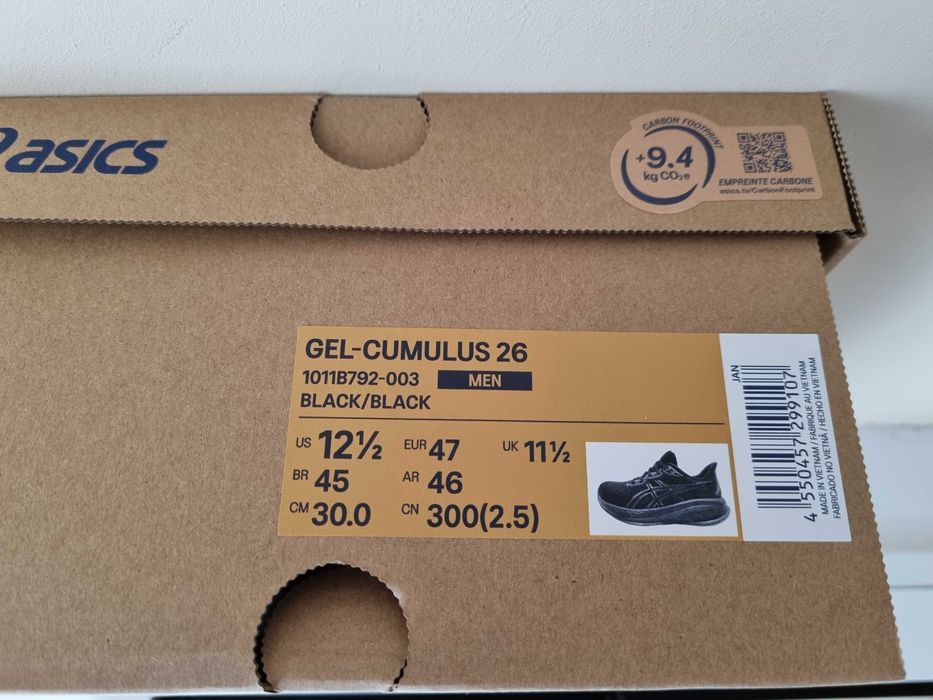 asics
CARBON FOOTPRINT
+9.4
kg CO₂e
EMPREINTE CARBONE
asics.tv/CarbonFootprint
GEL-CUMULUS 26
1011B792-003 MEN
BLACK/BLACK
US 12½ EUR 47 UK 11½
BR 45 AR 46
CM 30.0 CN 300(2.5)
JAN
4 550457 299107
MADE IN VIETNAM / FABRIQUÉ AU VIETNAM
FABRICADO NO VIETNÃ / HECHO EN VIETNAM